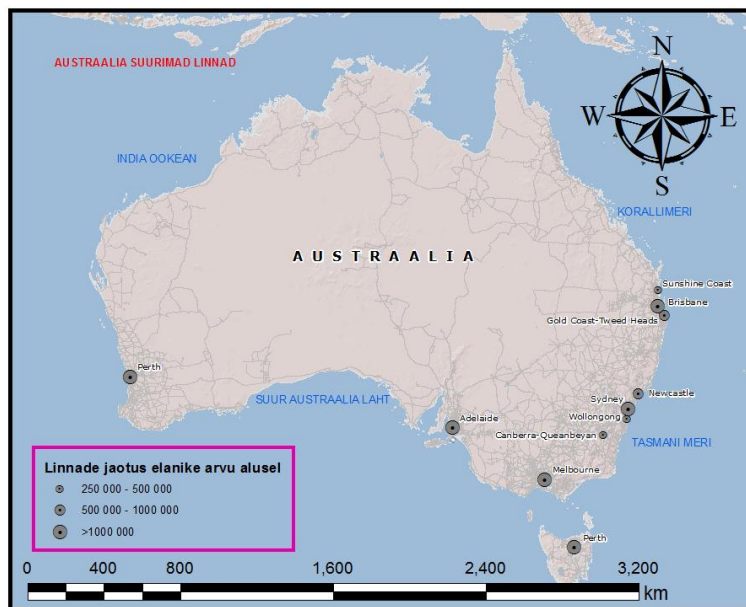 AUSTRAALIA SUURIMAD LINNAD
N
W
E
S
INDIA OOKEAN
KORALLIMERI
AUSTRAALIA
Sunshine Coast
Brisbane
Gold Coast-Tweed Heads
Perth
Newcastle
SUUR AUSTRAALIA LAHT
Sydney
Adelaide
Wollongong
Canberra-Queanbeyan
TASMANI MERI
Linnade jaotus elanike arvu alusel
250 000 - 500 000
500 000 - 1000 000
>1000 000
Melbourne
Perth
0 400 800 1,600 2,400 3,200
km